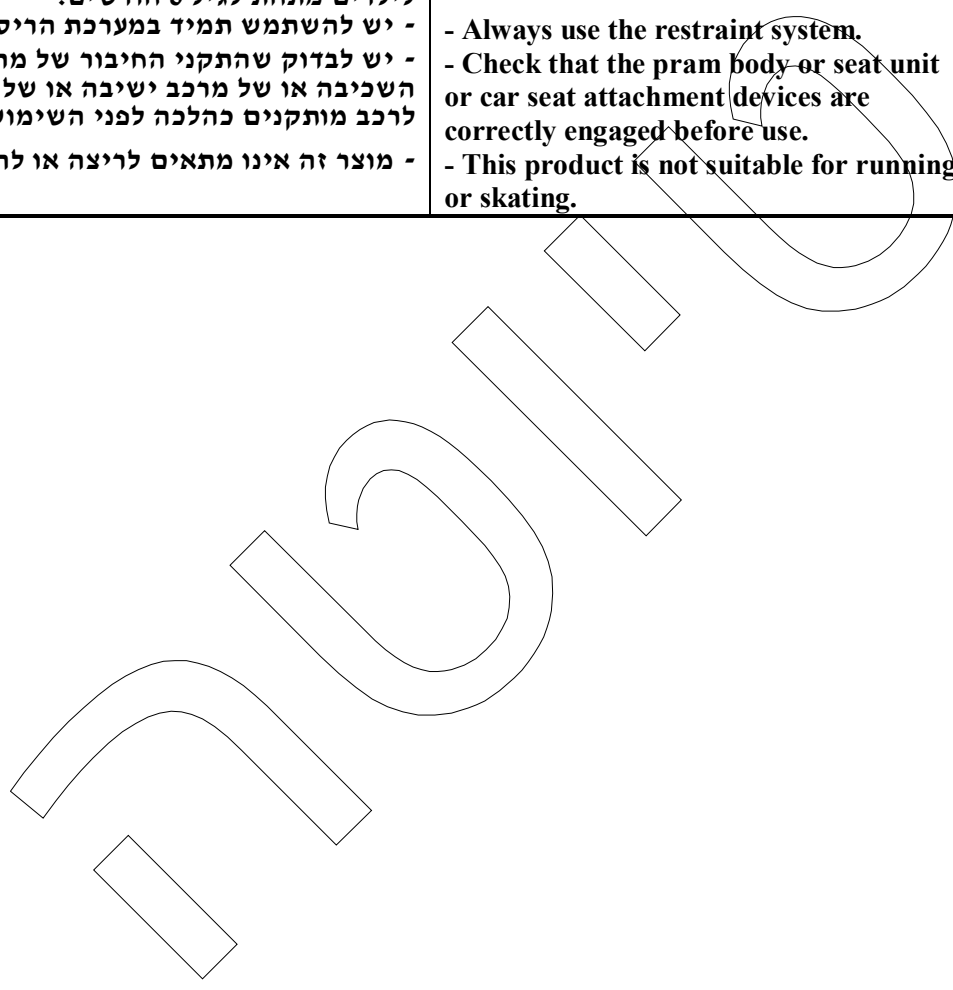 - Always use the restraint system.
- Check that the pram body or seat unit
or car seat attachment devices are
correctly engaged before use.
- This product is not suitable for running
or skating.
- יש להשתמש תמיד במערכת הריס
- יש לבדוק שהתקני החיבור של
השכיבה או של מרכב ישיבה או של
לרכב מותקנים כהלכה לפני השימוש
- מוצר זה אינו מתאים לריצה או
טיוטה